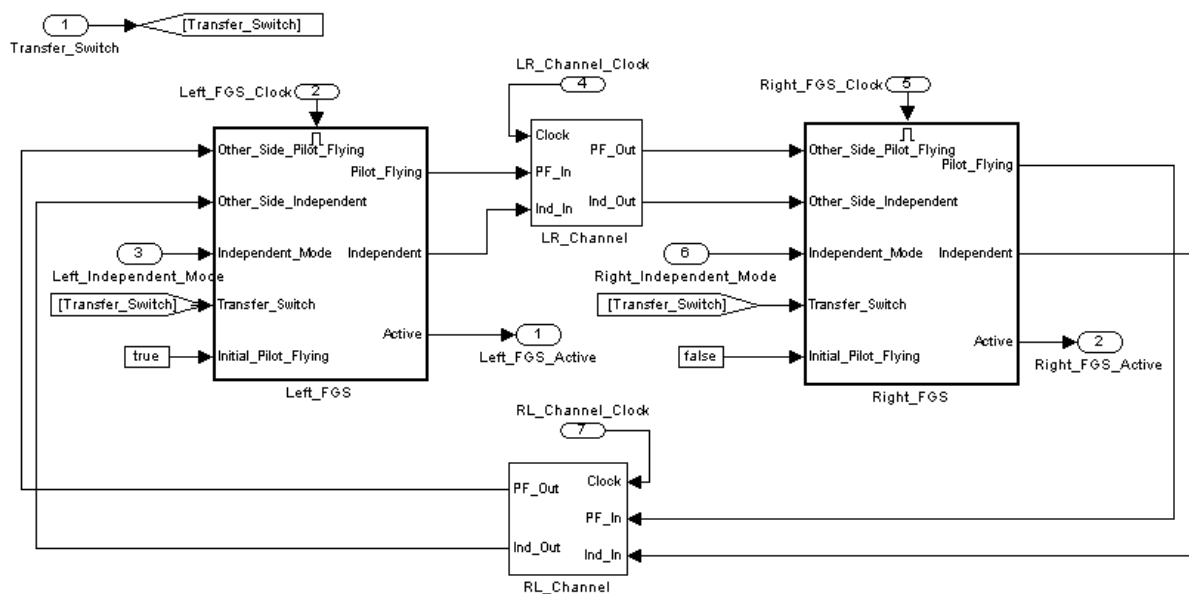 1
[Transfer_Switch]
Transfer_Switch
LR_Channel_Clock
4
Left_FGS_Clock
2
Right_FGS_Clock
5
Clock
PF_Out
PF_In
Ind_Out
Ind_In
LR_Channel
Other_Side_Pilot_Flying
Pilot_Flying
Other_Side_Independent
3
Independent_Mode
Independent
Left_Independent_Mode
[Transfer_Switch]
Transfer_Switch
Active
1
Left_FGS_Active
true
Initial_Pilot_Flying
Left_FGS
Other_Side_Pilot_Flying
Pilot_Flying
Other_Side_Independent
6
Independent_Mode
Independent
Right_Independent_Mode
[Transfer_Switch]
Transfer_Switch
Active
2
Right_FGS_Active
false
Initial_Pilot_Flying
Right_FGS
RL_Channel_Clock
7
Clock
PF_Out
PF_In
Ind_Out
Ind_In
RL_Channel